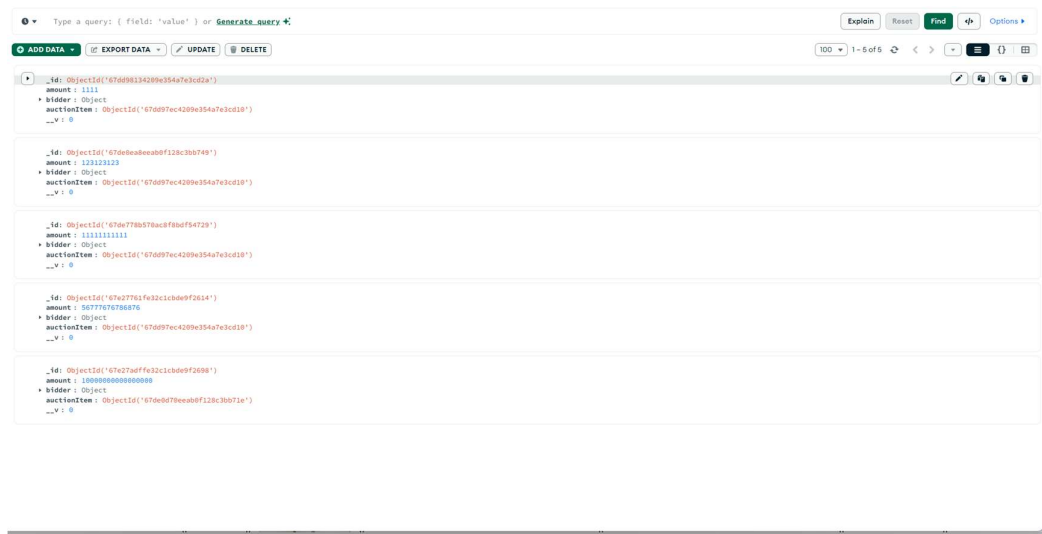 Type a query: { field: 'value' } or Generate query
Explain Reset Find </> Options
ADD DATA EXPORT DATA UPDATE DELETE 100 1 – 5 of 5 {}
_id: ObjectId('67dd98134209e354a7e3cd2a')
amount : 1111
bidder : Object
auctionItem : ObjectId('67dd97ec4209e354a7e3cd10')
__v : 0
_id: ObjectId('67de0ea8eeab0f128c3bb749')
amount : 123123123
bidder : Object
auctionItem : ObjectId('67dd97ec4209e354a7e3cd10')
__v : 0
_id: ObjectId('67de778b570ac8f8bdf54729')
amount : 11111111111
bidder : Object
auctionItem : ObjectId('67dd97ec4209e354a7e3cd10')
__v : 0
_id: ObjectId('67e27761fe32c1cbde9f2614')
amount : 56777676786876
bidder : Object
auctionItem : ObjectId('67dd97ec4209e354a7e3cd10')
__v : 0
_id: ObjectId('67e27adffe32c1cbde9f2698')
amount : 10000000000000000
bidder : Object
auctionItem : ObjectId('67de0d70eeab0f128c3bb71e')
__v : 0